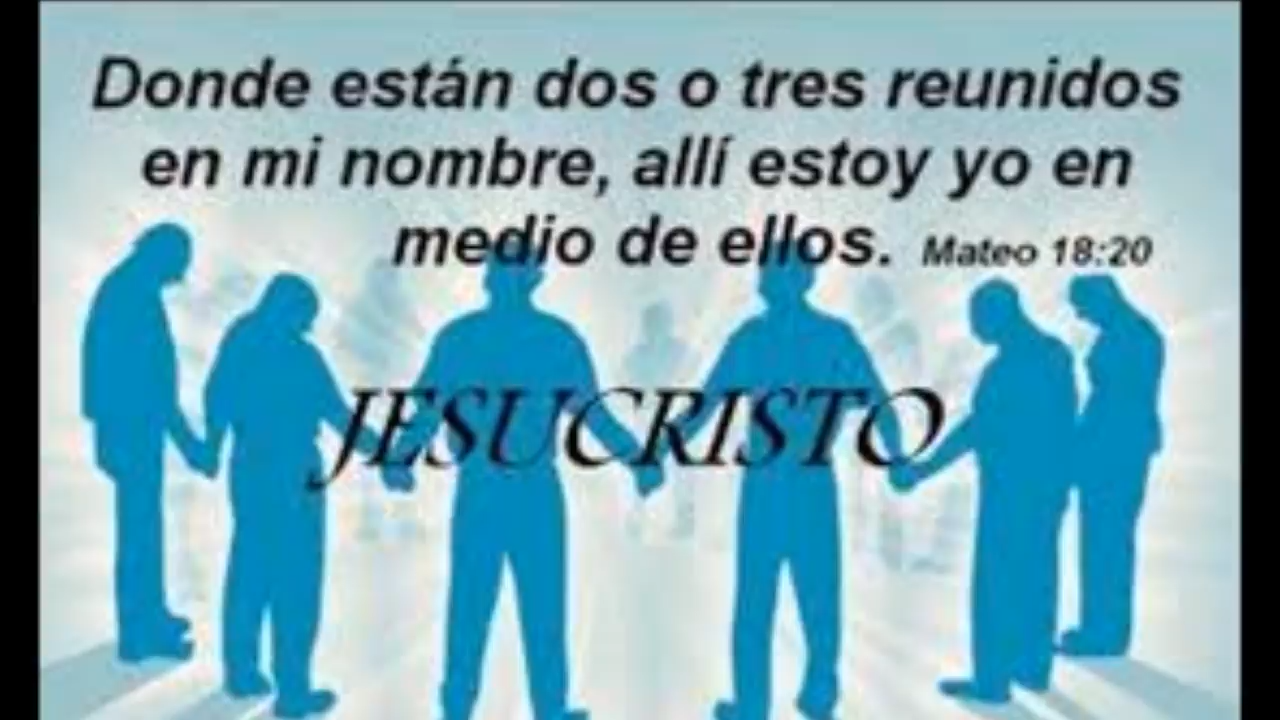 Donde están dos o tres reunidos
en mi nombre, allí estoy yo en
medio de ellos. Mateo 18:20
JESUCRISTO